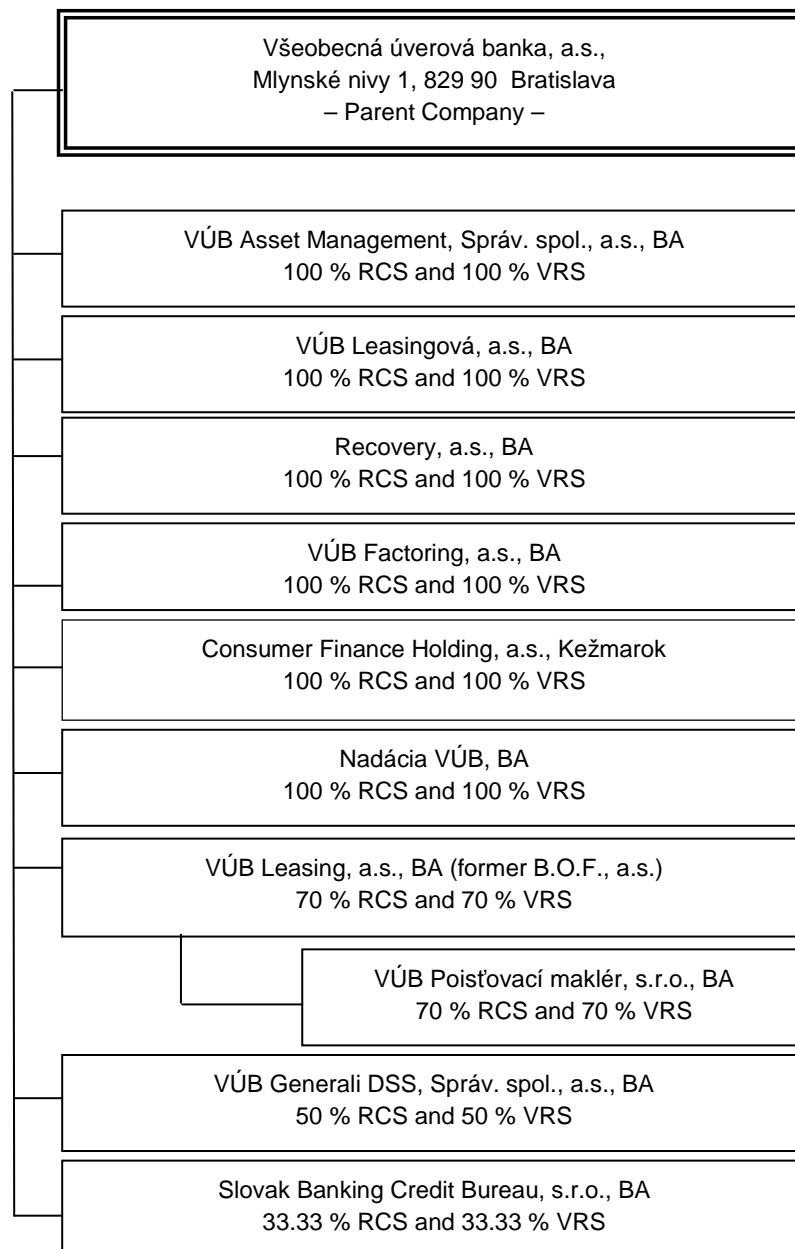 Všeobecná úverová banka, a.s.,
Mlynské nivy 1, 829 90 Bratislava
– Parent Company –
VÚB Asset Management, Správ. spol., a.s., BA
100 % RCS and 100 % VRS
VÚB Leasingová, a.s., BA
100 % RCS and 100 % VRS
Recovery, a.s., BA
100 % RCS and 100 % VRS
VÚB Factoring, a.s., BA
100 % RCS and 100 % VRS
Consumer Finance Holding, a.s., Kežmarok
100 % RCS and 100 % VRS
Nadácia VÚB, BA
100 % RCS and 100 % VRS
VÚB Leasing, a.s., BA (former B.O.F., a.s.)
70 % RCS and 70 % VRS
VÚB Poisťovací maklér, s.r.o., BA
70 % RCS and 70 % VRS
VÚB Generali DSS, Správ. spol., a.s., BA
50 % RCS and 50 % VRS
Slovak Banking Credit Bureau, s.r.o., BA
33.33 % RCS and 33.33 % VRS